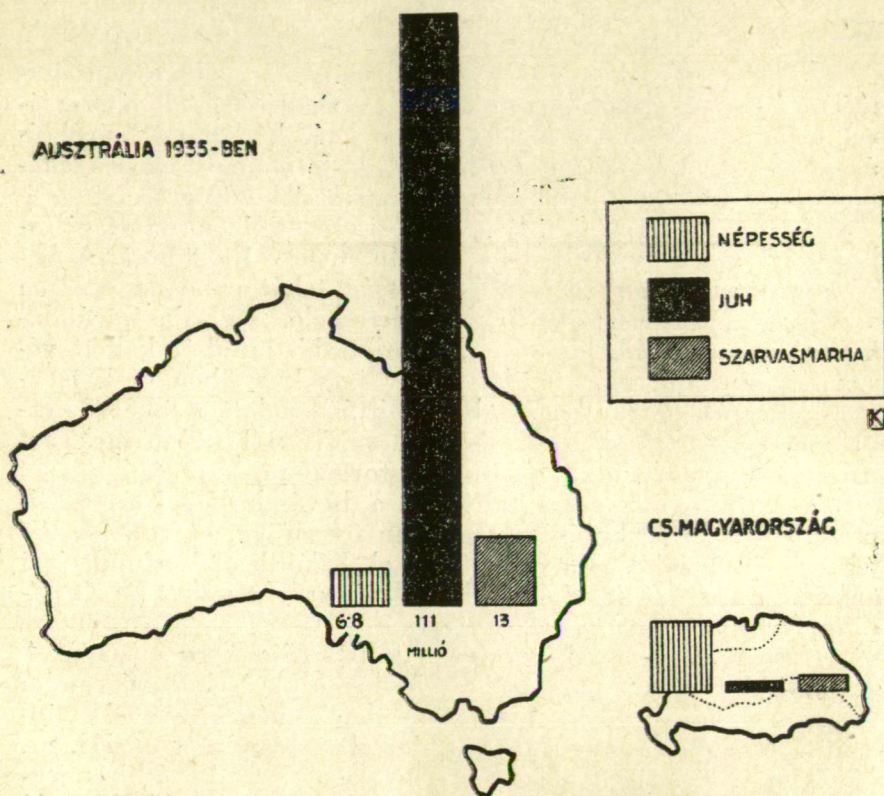 AUSZTRÁLIA 1935-BEN
NÉPESSÉG
JUH
SZARVASMARHA
CS.MAGYARORSZÁG
6·8 111 13
MILLIÓ